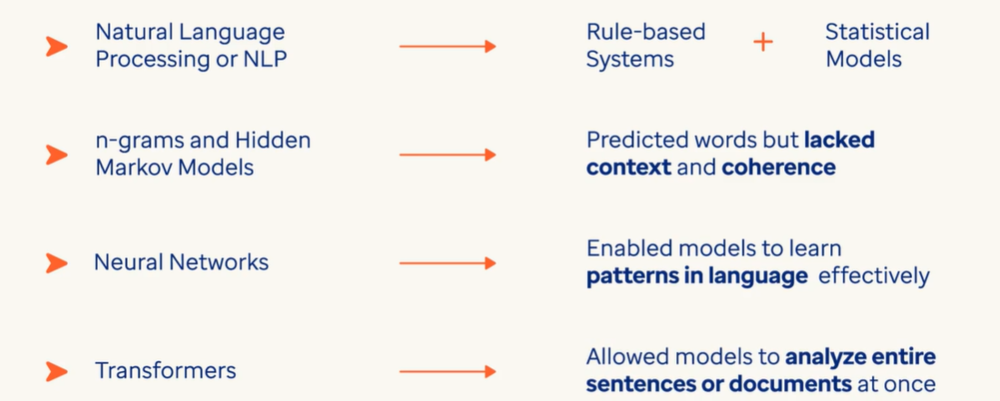 Natural Language
Processing or NLP
Rule-based
Systems
+
Statistical
Models
n-grams and Hidden
Markov Models
Predicted words but lacked
context and coherence
Neural Networks
Enabled models to learn
patterns in language effectively
Transformers
Allowed models to analyze entire
sentences or documents at once